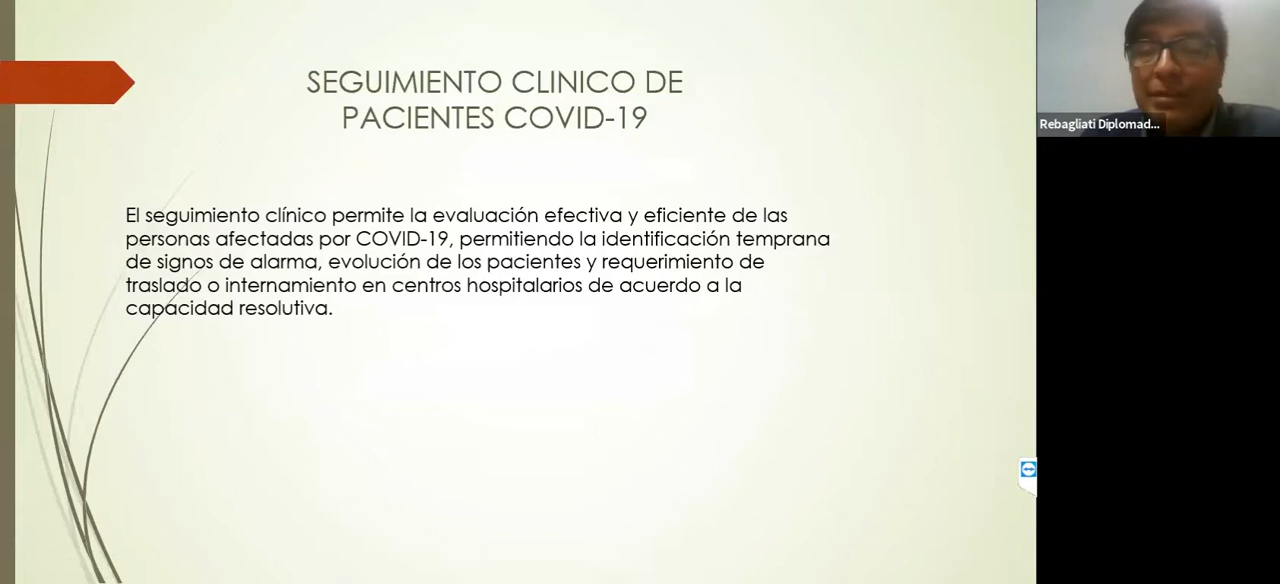 SEGUIMIENTO CLINICO DE
PACIENTES COVID-19
El seguimiento clínico permite la evaluación efectiva y eficiente de las
personas afectadas por COVID-19, permitiendo la identificación temprana
de signos de alarma, evolución de los pacientes y requerimiento de
traslado o internamiento en centros hospitalarios de acuerdo a la
capacidad resolutiva.
Rebagliati Diplomad...